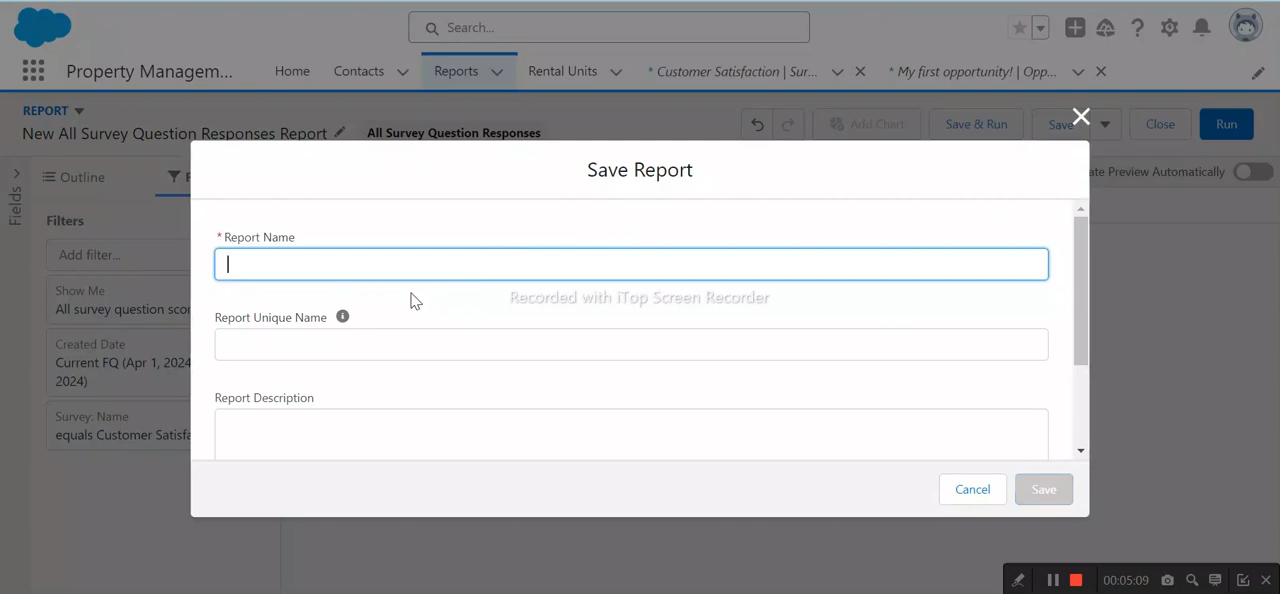 Search...
Property Managem...
Home
Contacts
Reports
Rental Units
* Customer Satisfaction | Sur...
* My first opportunity! | Opp...
REPORT
New All Survey Question Responses Report
All Survey Question Responses
Add Chart
Save & Run
Save
Close
Run
Fields
Outline
F
ate Preview Automatically
Filters
Add filter...
Show Me
All survey question scor
Created Date
Current FQ (Apr 1, 2024
2024)
Survey: Name
equals Customer Satisfa
Save Report
* Report Name
Recorded with iTop Screen Recorder
Report Unique Name
Report Description
Cancel
Save
00:05:09